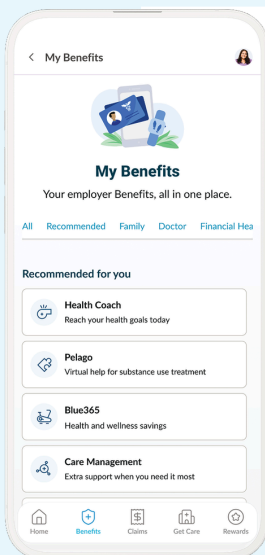 My Benefits
My Benefits
Your employer Benefits, all in one place.
All Recommended Family Doctor Financial Hea
Recommended for you
Health Coach
Reach your health goals today
Pelago
Virtual help for substance use treatment
Blue365
Health and wellness savings
Care Management
Extra support when you need it most
Home Benefits Claims Get Care Rewards